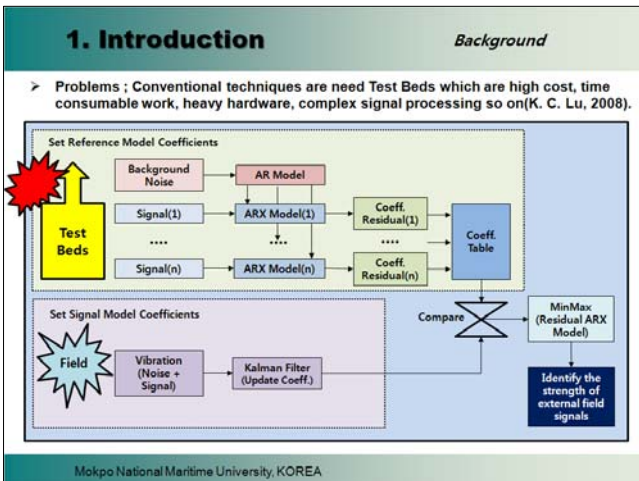 1. Introduction
Background
➢ Problems ; Conventional techniques are need Test Beds which are high cost, time
consumable work, heavy hardware, complex signal processing so on(K. C. Lu, 2008).
Set Reference Model Coefficients
Test
Beds
Background
Noise
AR Model
Signal(1)
ARX Model(1)
Coeff.
Residual(1)
....
....
....
Signal(n)
ARX Model(n)
Coeff.
Residual(n)
Coeff.
Table
Set Signal Model Coefficients
Field
Vibration
(Noise +
Signal)
Kalman Filter
(Update Coeff.)
Compare
MinMax
(Residual ARX
Model)
Identify the
strength of
external field
signals
Mokpo National Maritime University, KOREA